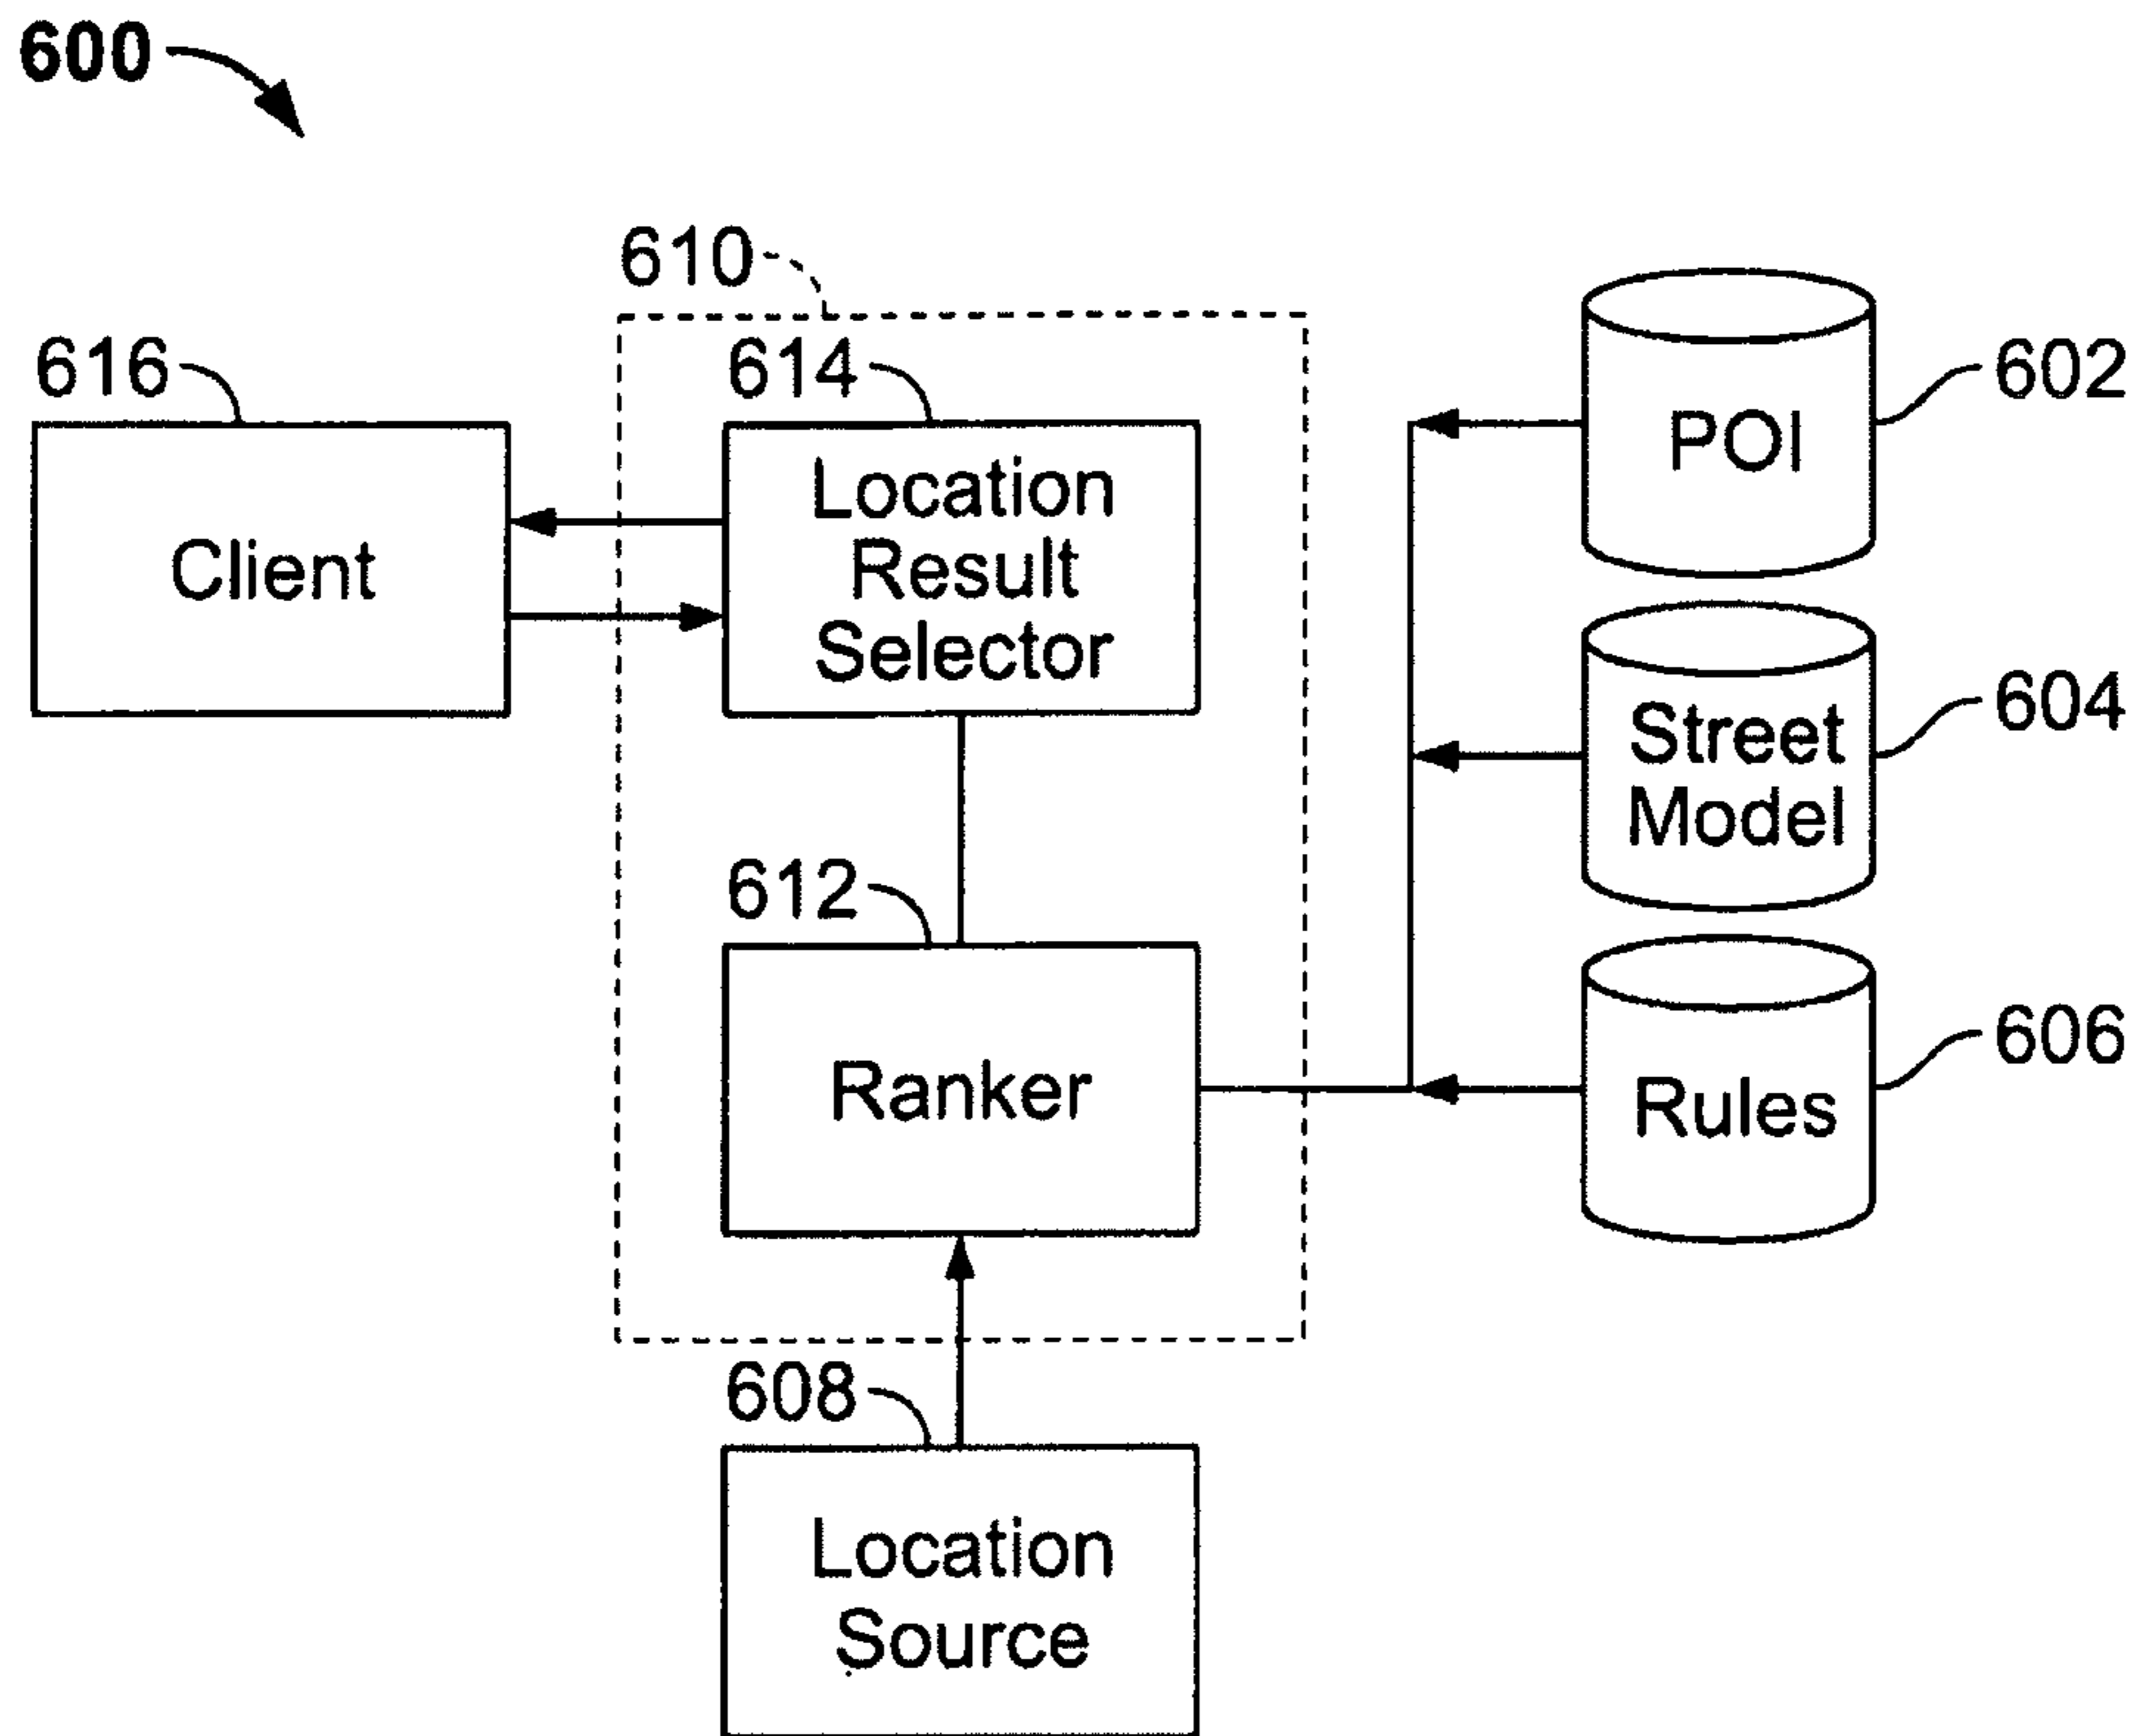 600
610
616
614
602
POI
Client
Location
Result
Selector
604
Street
Model
612
Ranker
606
Rules
608
Location
Source